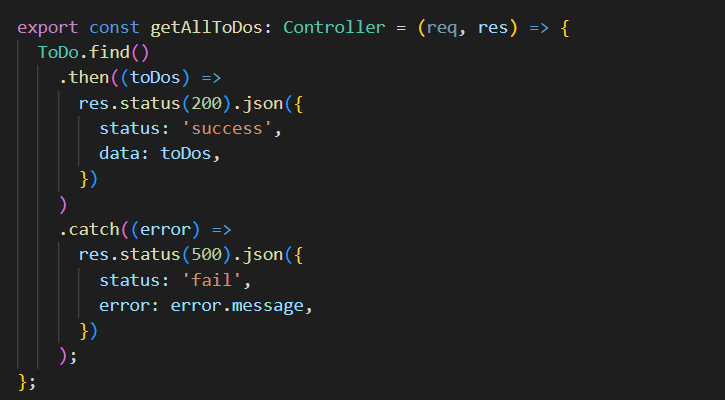 export const getAllToDos: Controller = (req, res) => {
  ToDo.find()
    .then((toDos) =>
      res.status(200).json({
        status: 'success',
        data: toDos,
      })
    )
    .catch((error) =>
      res.status(500).json({
        status: 'fail',
        error: error.message,
      })
    );
};